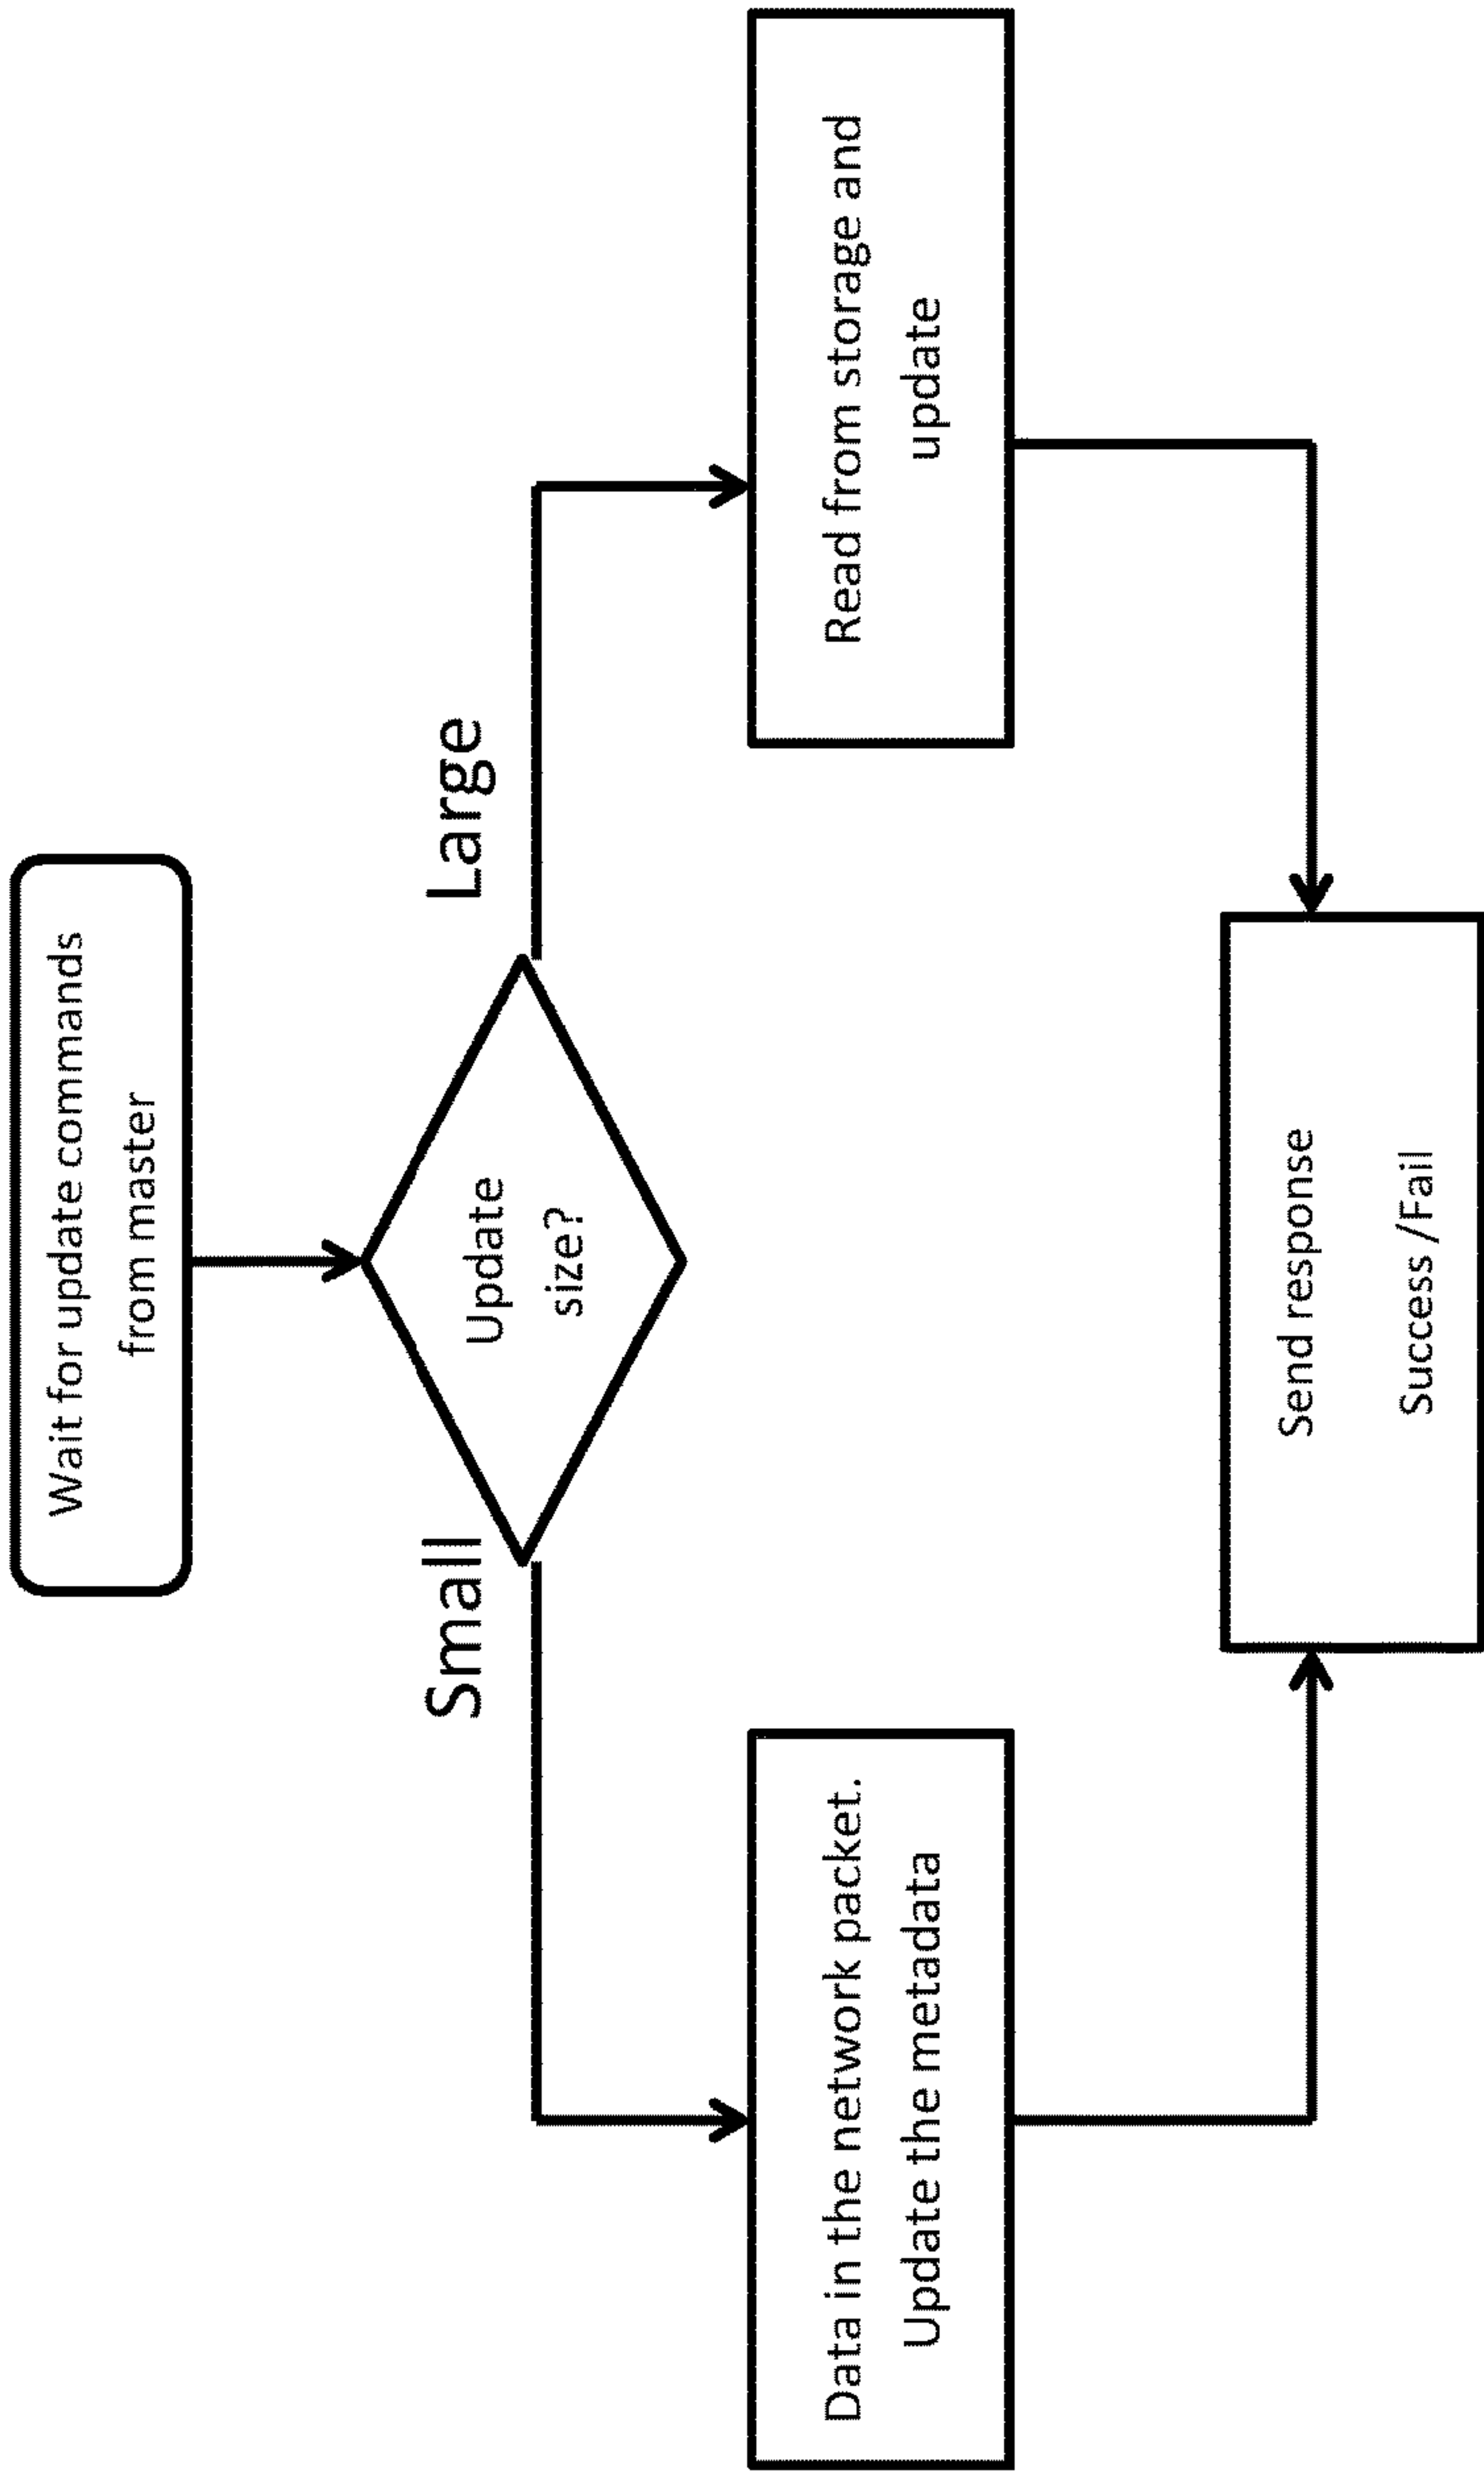 Wait for update commands
from master
Update
size?
Small
Large
Data in the network packet.
Update the metadata
Read from storage and
update
Send response
Success /Fail